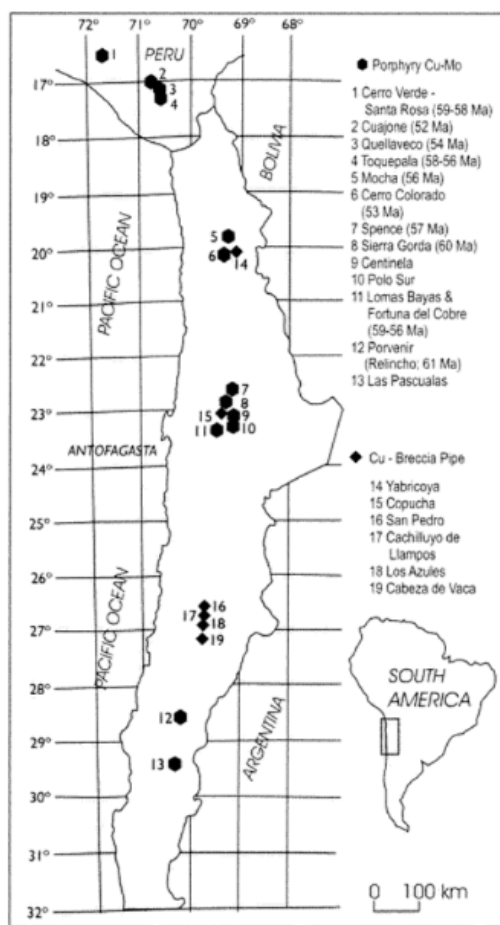 72° 71° 70° 69° 68°
PERU
1
2
3
4
17°
18°
19°
20°
21°
22°
23°
24°
25°
26°
27°
28°
29°
30°
31°
32°
BOLIVIA
PACIFIC OCEAN
5
6
14
7
8
15 9
11 10
ANTOFAGASTA
PACIFIC OCEAN
16
17
18
19
12
13
ARGENTINA
Porphyry Cu-Mo
1 Cerro Verde -
Santa Rosa (59-58 Ma)
2 Cuajone (52 Ma)
3 Quellaveco (54 Ma)
4 Toquepala (58-56 Ma)
5 Mocha (56 Ma)
6 Cerro Colorado
(53 Ma)
7 Spence (57 Ma)
8 Sierra Gorda (60 Ma)
9 Centinela
10 Polo Sur
11 Lomas Bayas &
Fortuna del Cobre
(59-56 Ma)
12 Porvenir
(Relincho; 61 Ma)
13 Las Pascualas
Cu - Breccia Pipe
14 Yabricoya
15 Copucha
16 San Pedro
17 Cachilluyo de
Llampos
18 Los Azules
19 Cabeza de Vaca
SOUTH
AMERICA
0 100 km